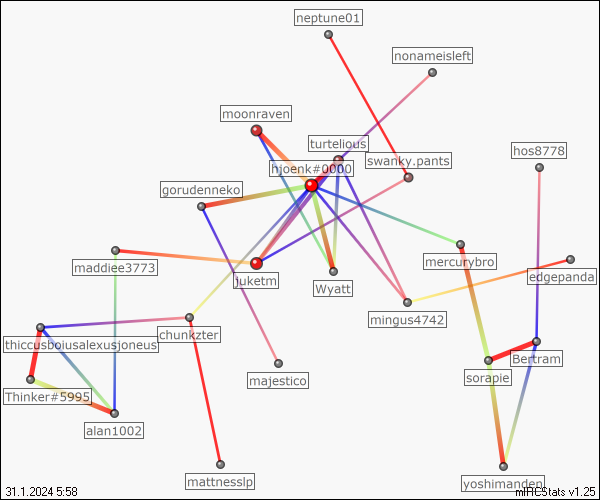 neptune01
nonameisleft
moonraven
turtelious
hos8778
swanky.pants
hjoenk#0000
gorudenneko
mercurybro
maddiee3773
edgepanda
juketm
Wyatt
mingus4742
chunkzter
thiccusboiusalexusjoneus
Bertram
sorapie
majestico
Thinker#5995
alan1002
mattnesslp
yoshimandep
31.1.2024 5:58
mIRCStats v1.25